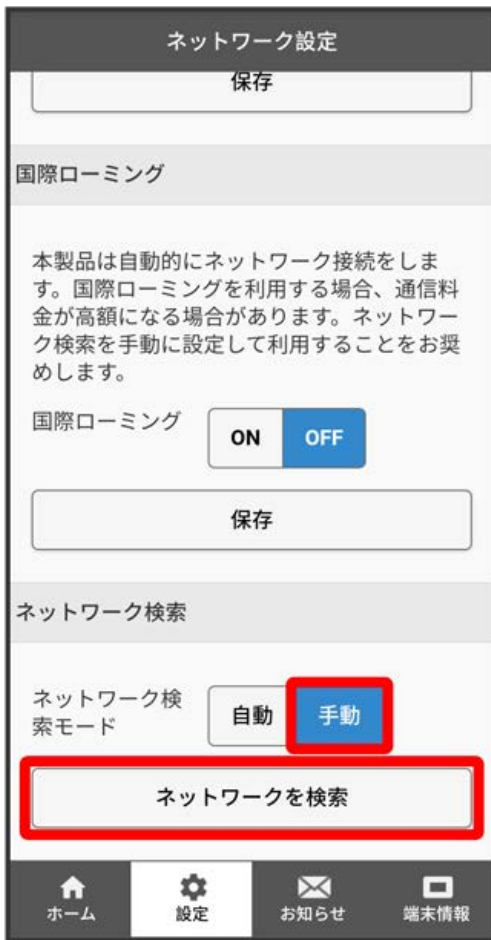 ネットワーク設定
保存
国際ローミング
本製品は自動的にネットワーク接続をしま
す。国際ローミングを利用する場合、通信料
金が高額になる場合があります。ネットワー
ク検索を手動に設定して利用することをお奨
めします。
国際ローミング ON OFF
保存
ネットワーク検索
ネットワーク検
索モード
自動 手動
ネットワークを検索
ホーム 設定 お知らせ 端末情報